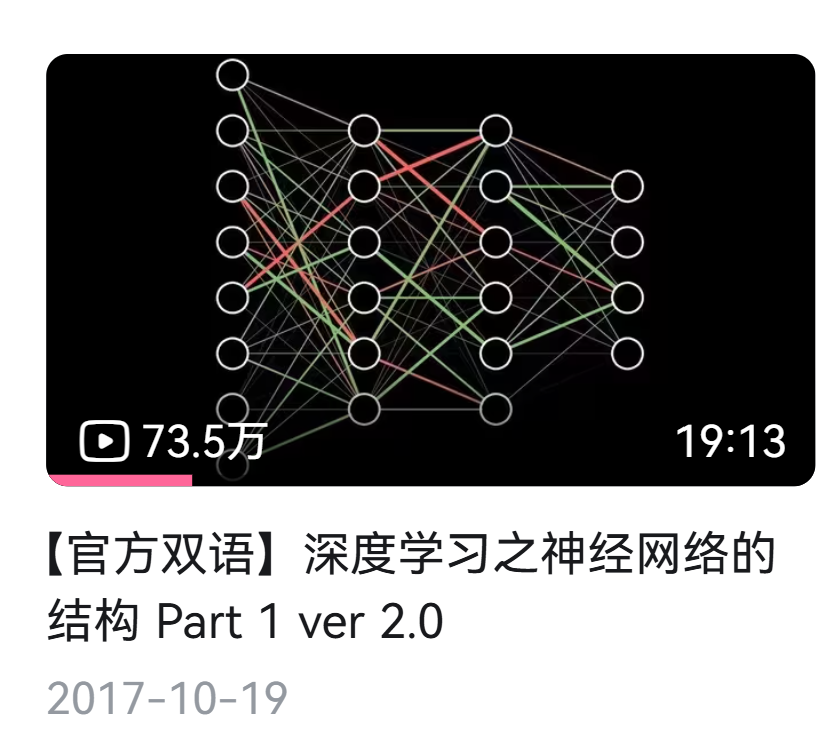 73.5万
19:13
【官方双语】深度学习之神经网络的
结构 Part 1 ver 2.0
2017-10-19